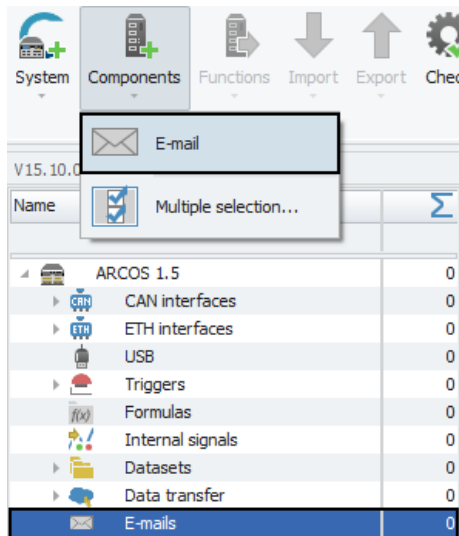 System Components Functions Import Export Chec
E-mail
V15.10.0
Multiple selection...
Name Σ
ARCOS 1.5 0
CAN CAN interfaces 0
ETH ETH interfaces 0
USB 0
Triggers 0
f(x) Formulas 0
Internal signals 0
Datasets 0
Data transfer 0
E-mails 0